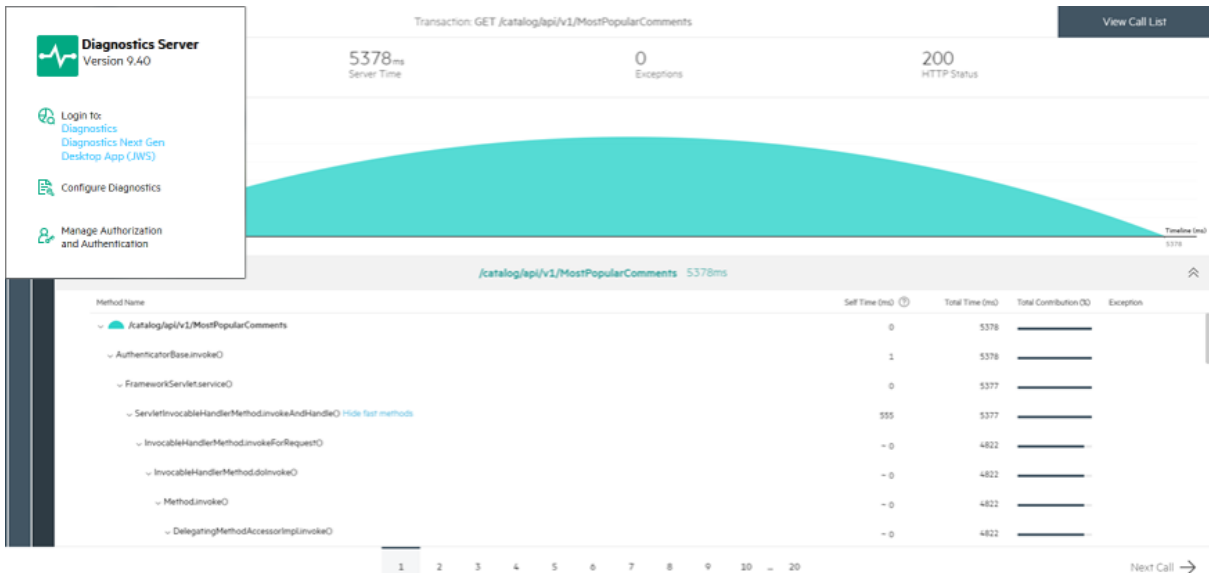 Diagnostics Server
Version 9.40
Login to:
Diagnostics
Diagnostics Next Gen
Desktop App (JWS)
Configure Diagnostics
Manage Authorization
and Authentication
Transaction: GET /catalog/api/v1/MostPopularComments
View Call List
5378ms
Server Time
0
Exceptions
200
HTTP Status
Timeline (ms)
5378
/catalog/api/v1/MostPopularComments 5378ms
Method Name Self Time (ms) ? Total Time (ms) Total Contribution (%) Exception
/catalog/api/v1/MostPopularComments 0 5378
AuthenticatorBase.invoke() 1 5378
FrameworkServlet.service() 0 5377
ServletInvocableHandlerMethod.invokeAndHandle() Hide fast methods 555 5377
InvocableHandlerMethod.invokeForRequest() ~ 0 4822
InvocableHandlerMethod.doInvoke() ~ 0 4822
Method.invoke() ~ 0 4822
DelegatingMethodAccessorImpl.invoke() ~ 0 4822
1 2 3 4 5 6 7 8 9 10 … 20
Next Call →